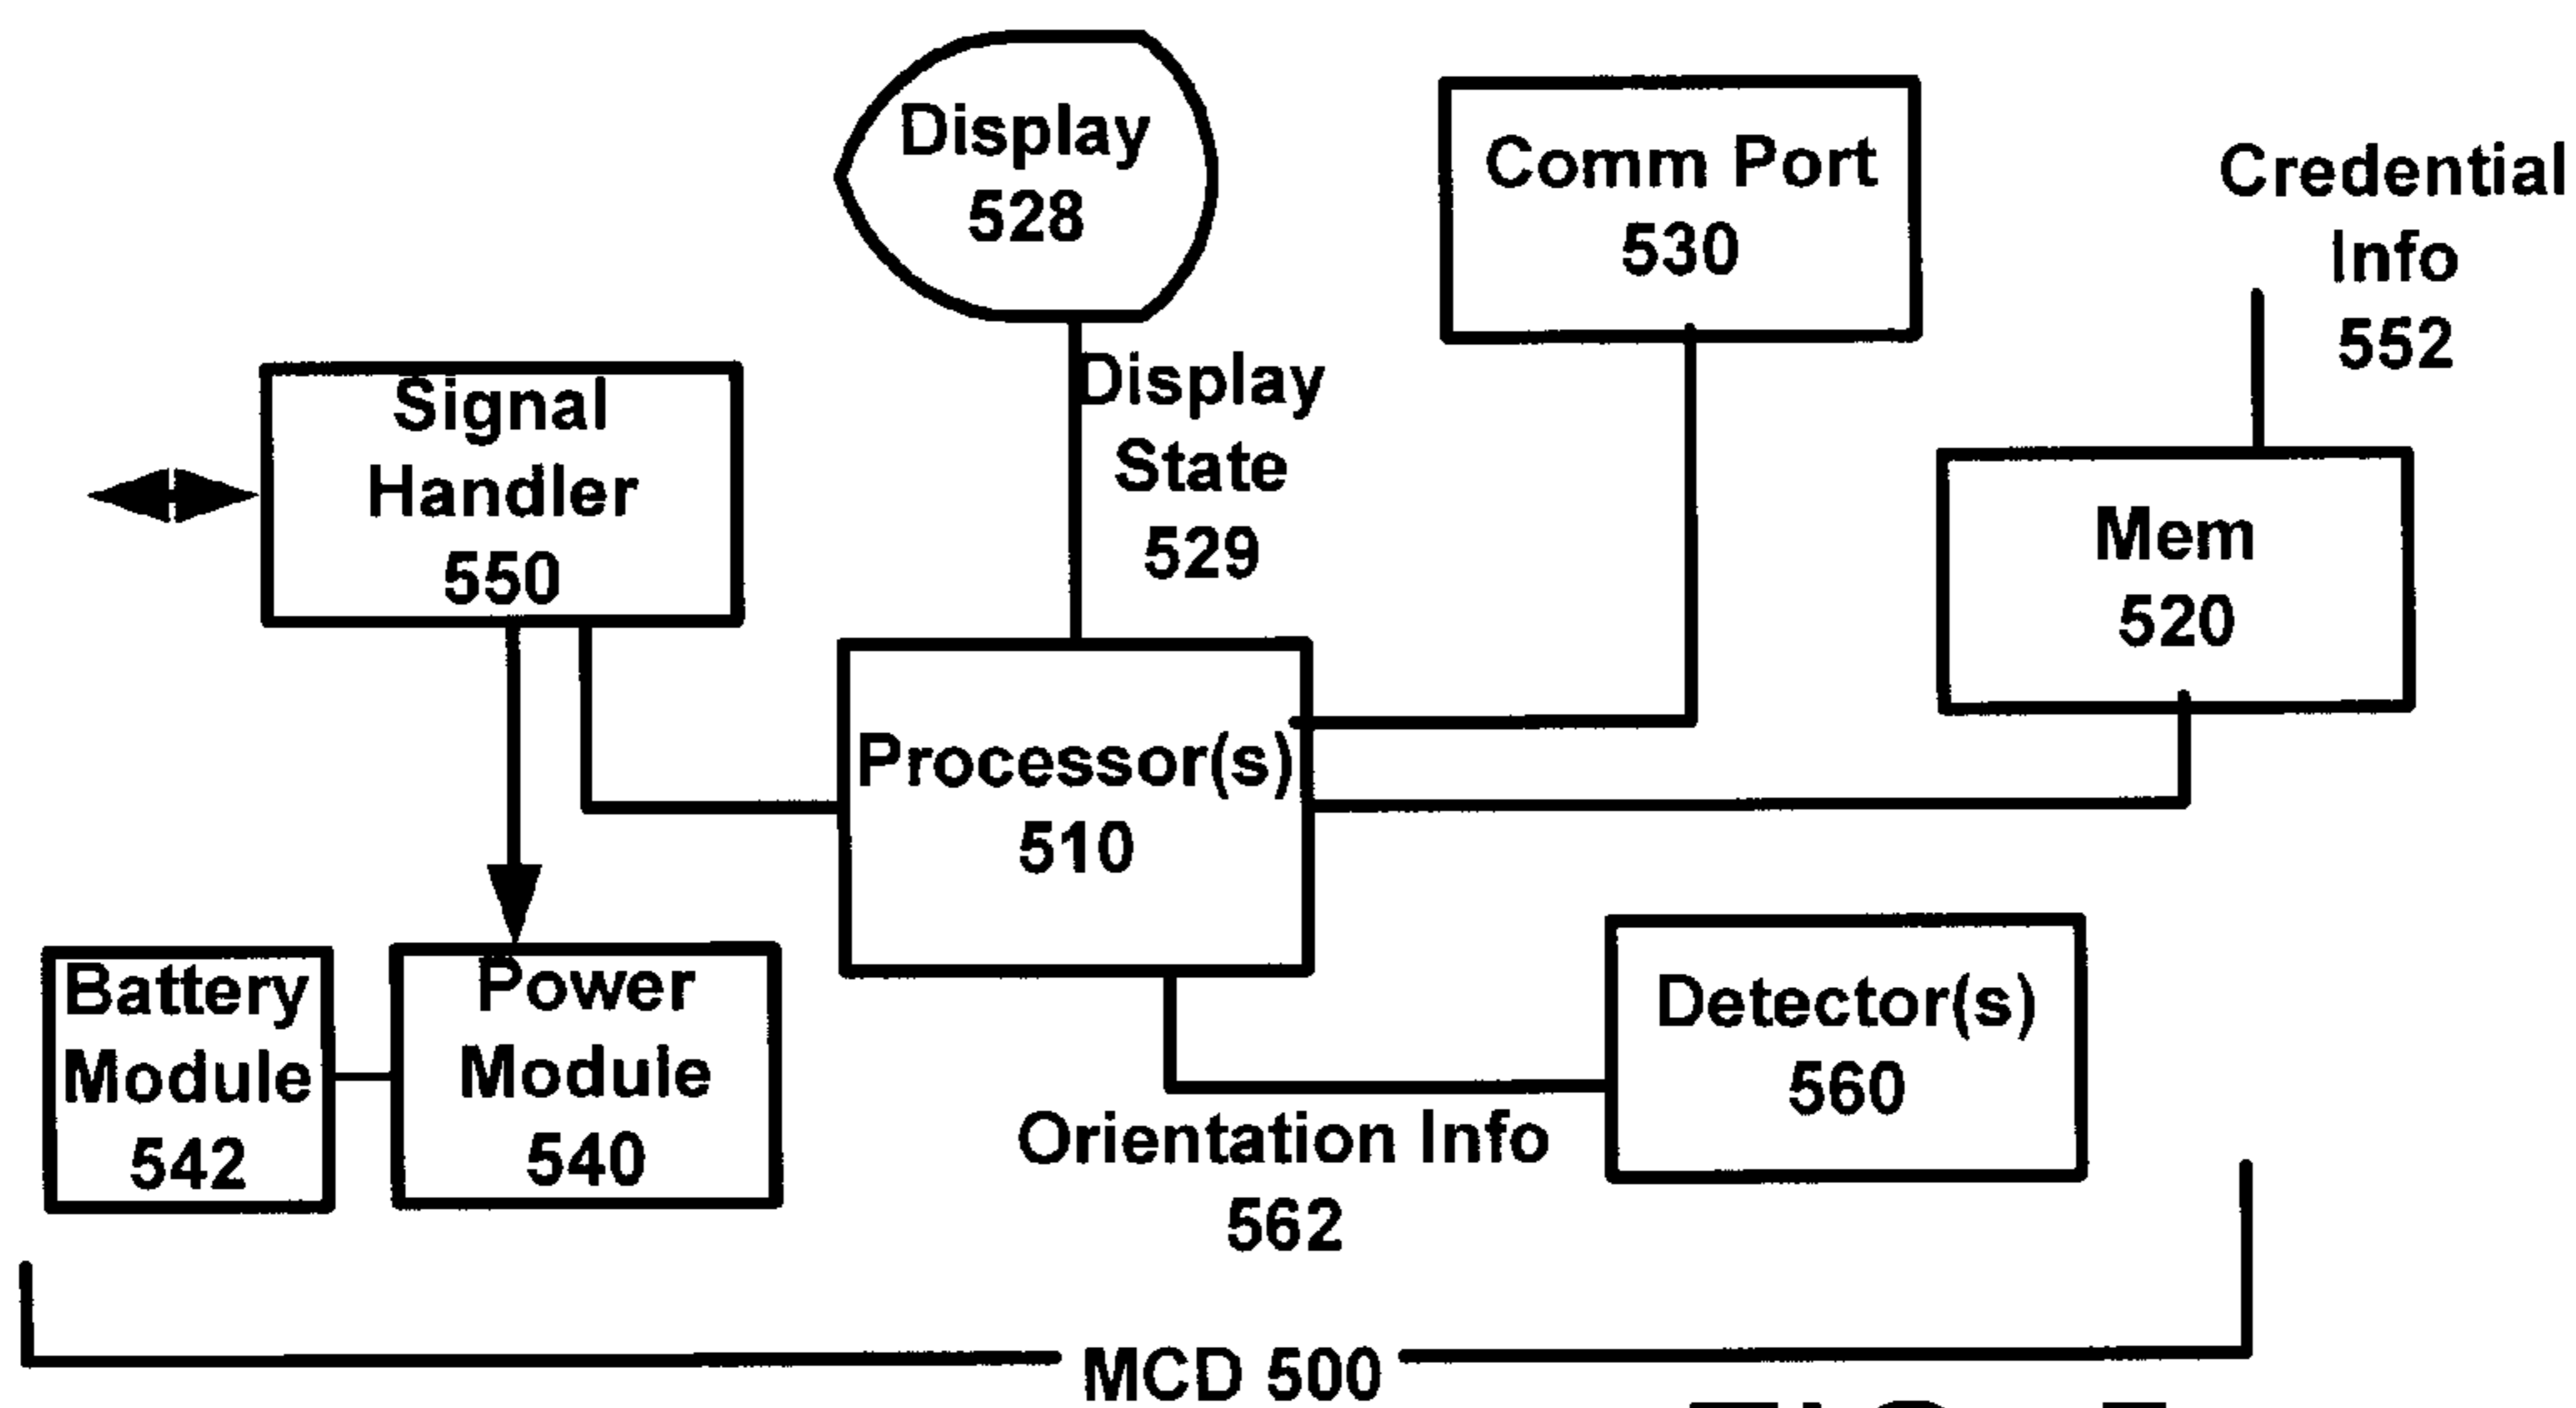 Display
528
Comm Port
530
Credential
Info
552
Signal
Handler
550
Display
State
529
Mem
520
Processor(s)
510
Battery
Module
542
Power
Module
540
Detector(s)
560
Orientation Info
562
MCD 500